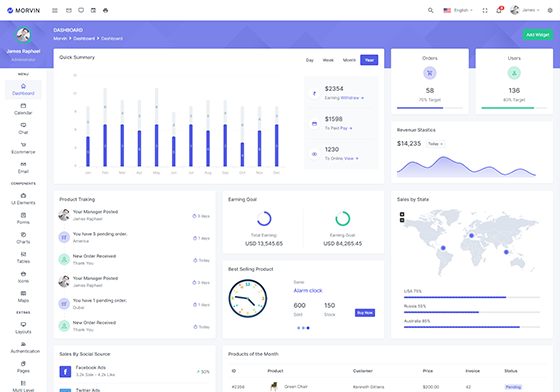 MORVIN
English
James
James Raphael
Administrator
MENU
Dashboard
Calendar
Chat
Ecommerce
Email
COMPONENTS
UI Elements
Forms
Charts
Tables
Icons
Maps
EXTRAS
Layouts
Authentication
Pages
Multi Level
DASHBOARD
Morvin > Dashboard > Dashboard
Add Widget
Quick Summary
Day Week Month Year
Jan Feb Mar Apr May Jun Jul Aug Sep Oct Nov Dec
$2354
Earning Withdraw
$1598
To Paid Pay
1230
To Online View
Orders
58
70% Target
Users
136
80% Target
Revenue Stastics
$14,235 Today
Product Traking
Your Manager Posted
James Raphael
3 days
You have 5 pending order.
America
1 days
New Order Received
Thank You
Today
Your Manager Posted
James Raphael
3 days
You have 1 pending order.
Dubai
1 days
New Order Received
Thank You
Today
Earning Goal
Total Earning
USD 13,545.65
Earning Goal
USD 84,265.45
Best Selling Product
Alarm clock
600 150
Sold Stock
Buy Now
Sales by State
USA 75%
Russia 55%
Australia 85%
Sales By Social Source
Facebook Ads
Products of the Month
ID Product Customer Price Invoice Status
#2356 Green Chair Kenneth Gittens $200.00 42 Pending